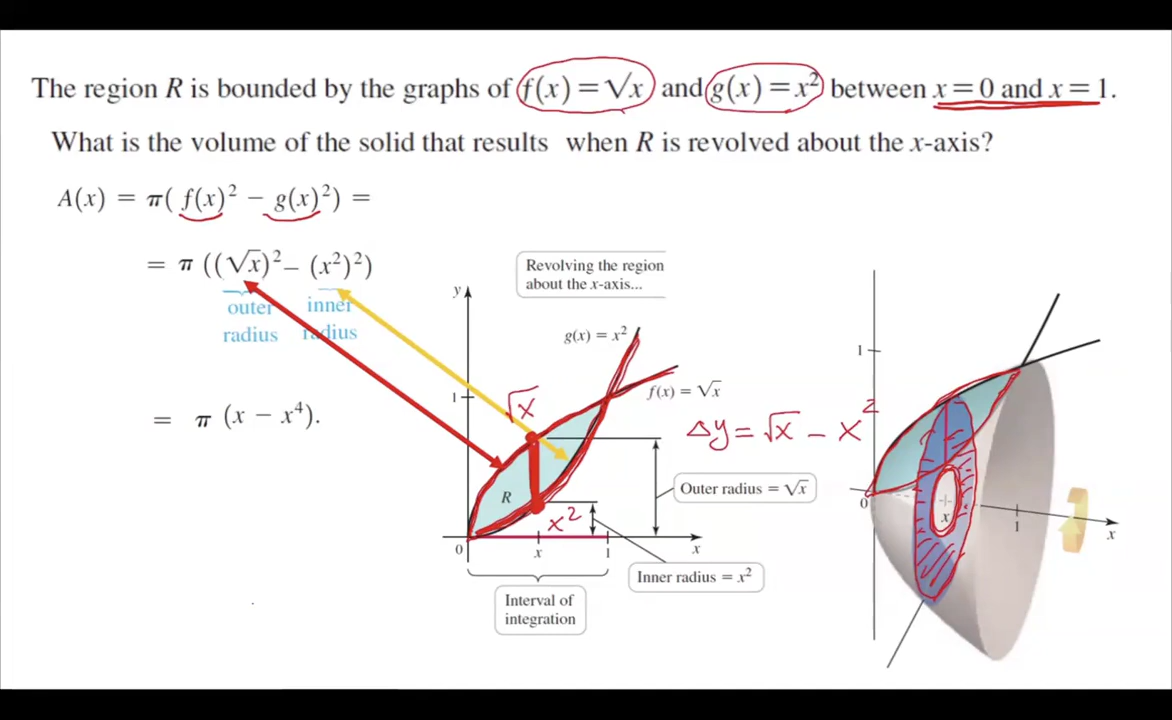 The region R is bounded by the graphs of f(x) = √x and g(x) = x² between x = 0 and x = 1.
What is the volume of the solid that results when R is revolved about the x-axis?
A(x) = π( f(x)² − g(x)²) =
= π ((√x)² − (x²)²)
outer inner
radius radius
= π (x − x⁴).
Revolving the region
about the x-axis...
y
g(x) = x²
f(x) = √x
1
√x
Δy = √x − x²
R
Outer radius = √x
x²
0
x
1
x
Inner radius = x²
Interval of
integration
1
0
x
1
x